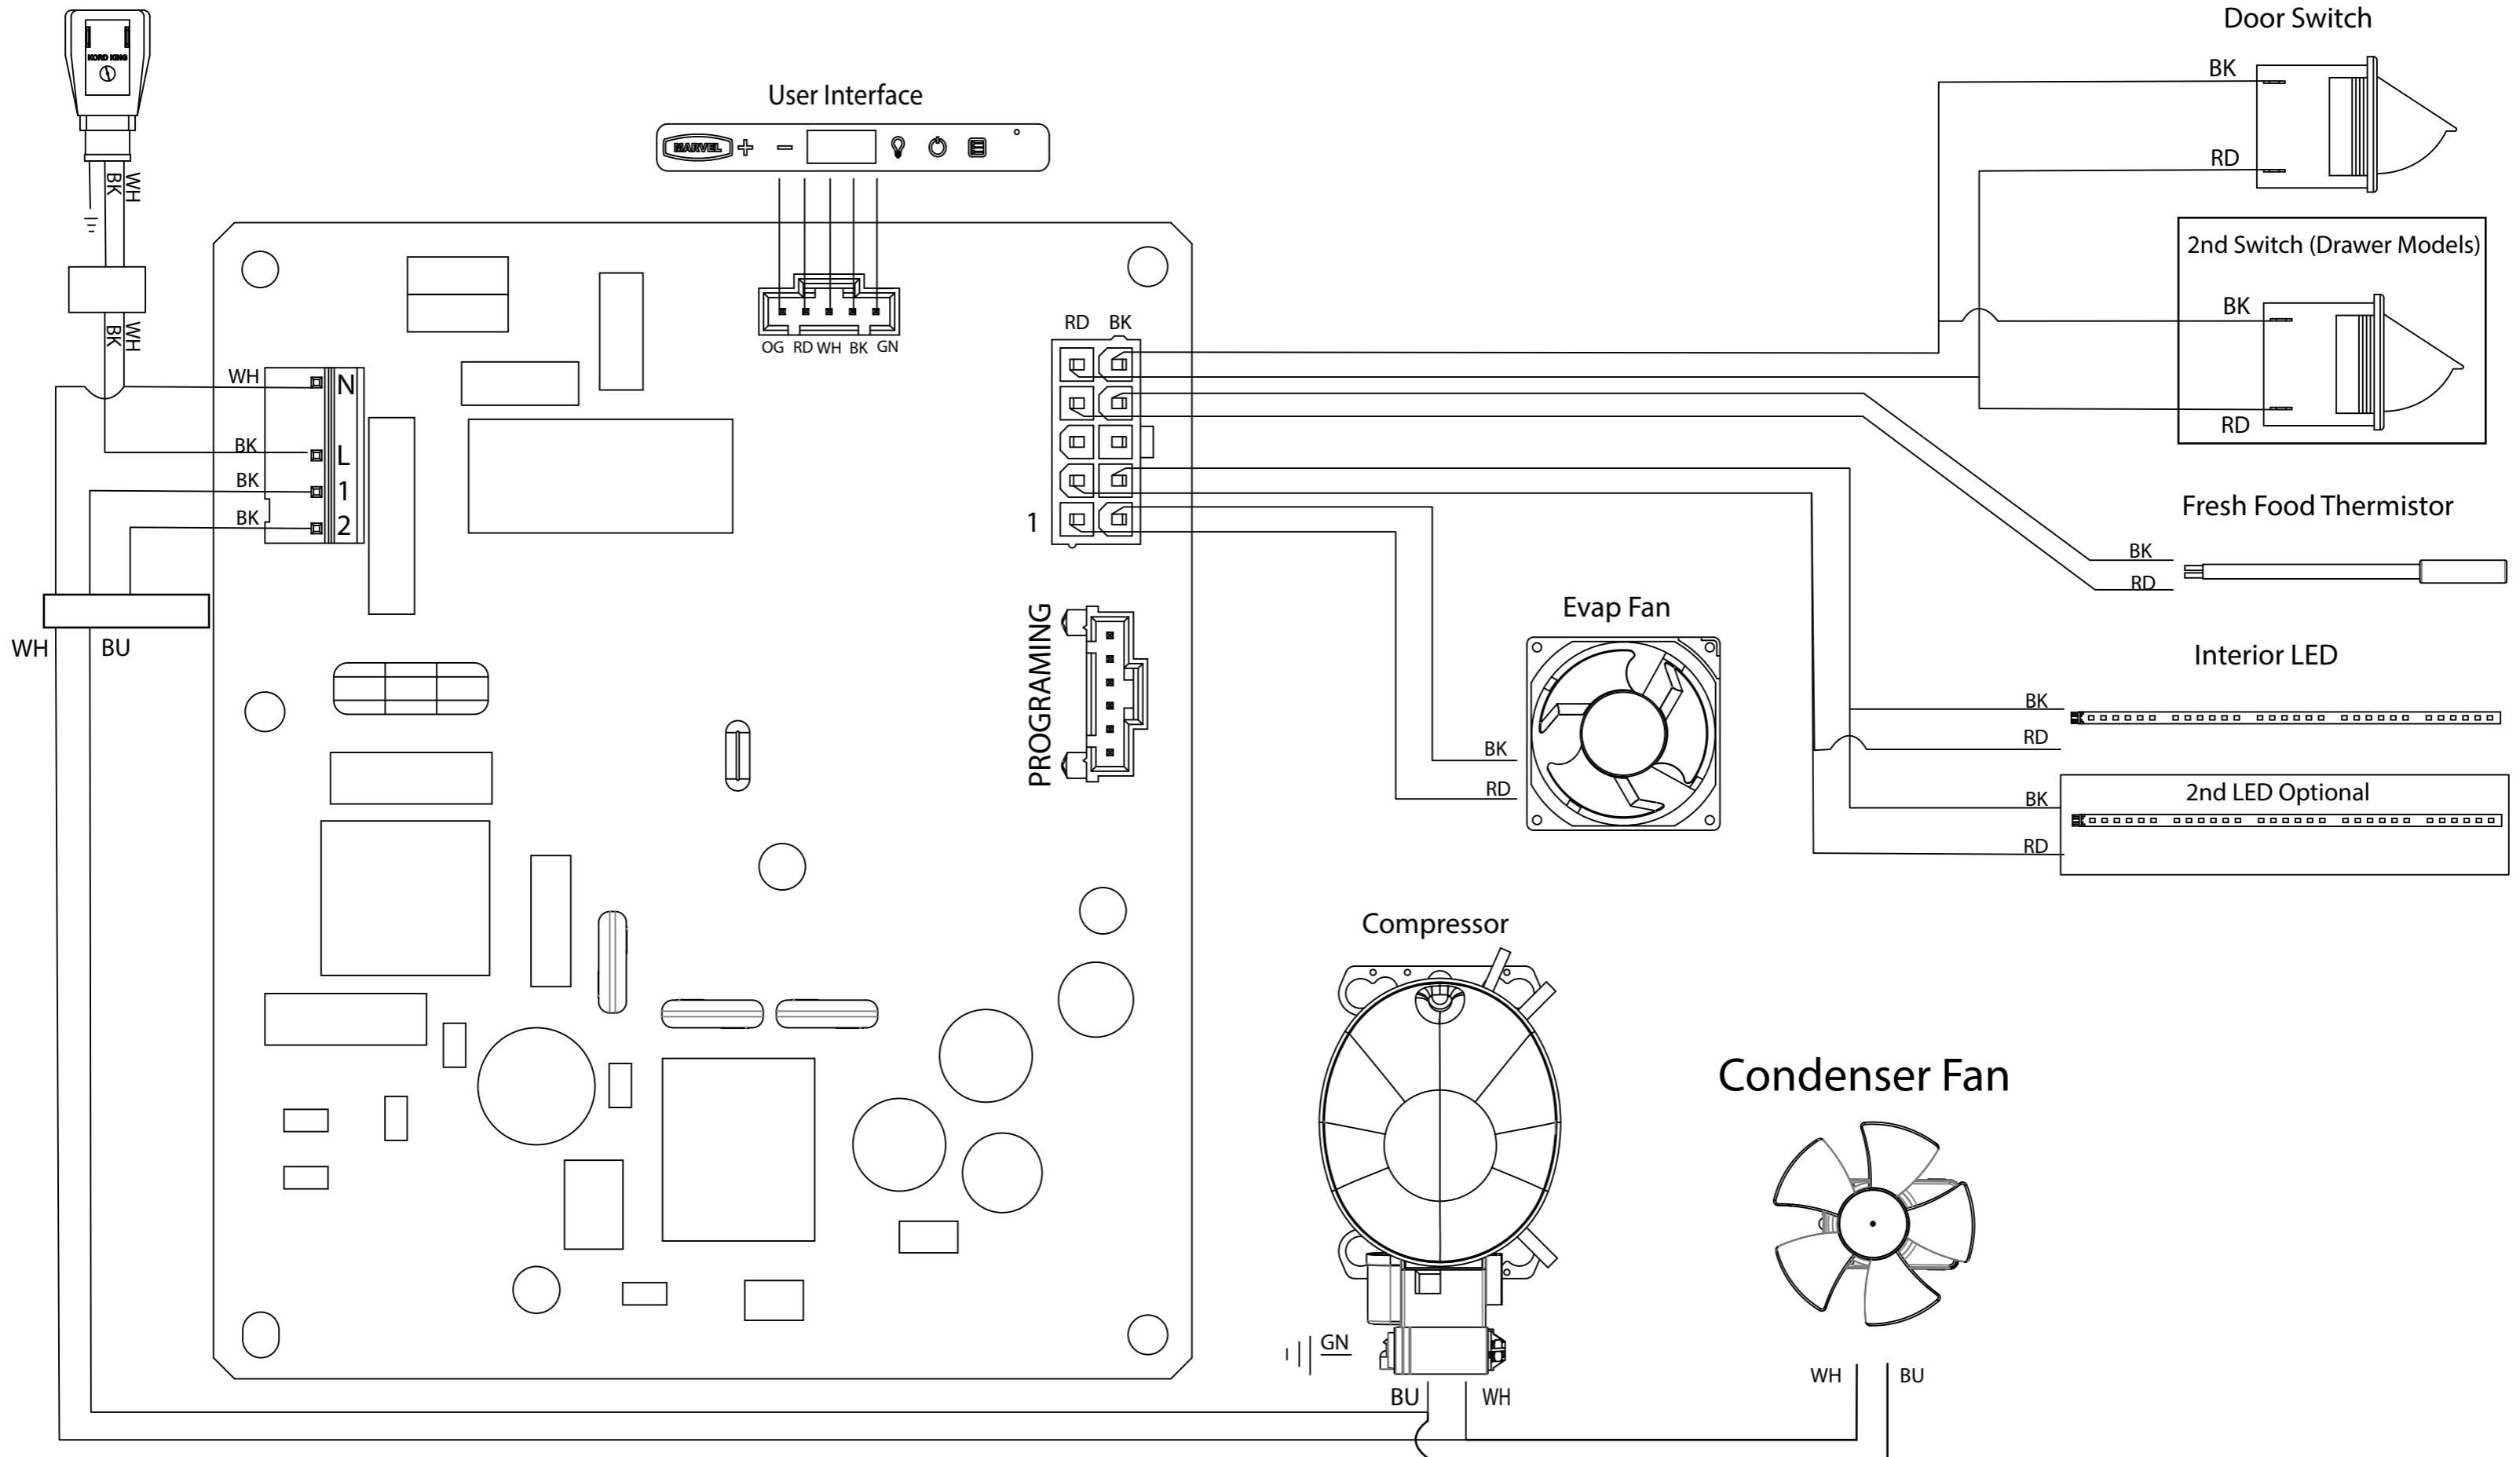 Door Switch
BK
RD
2nd Switch (Drawer Models)
BK
RD
KORD KING
BK
WH
BK
WH
User Interface
MARVEL + −
OG RD WH BK GN
RD BK
WH N
BK L
BK 1
BK 2
1
WH BU
PROGRAMING
Fresh Food Thermistor
BK
RD
Evap Fan
BK
RD
Interior LED
BK
RD
2nd LED Optional
BK
RD
Compressor
GN
BU WH
Condenser Fan
WH BU